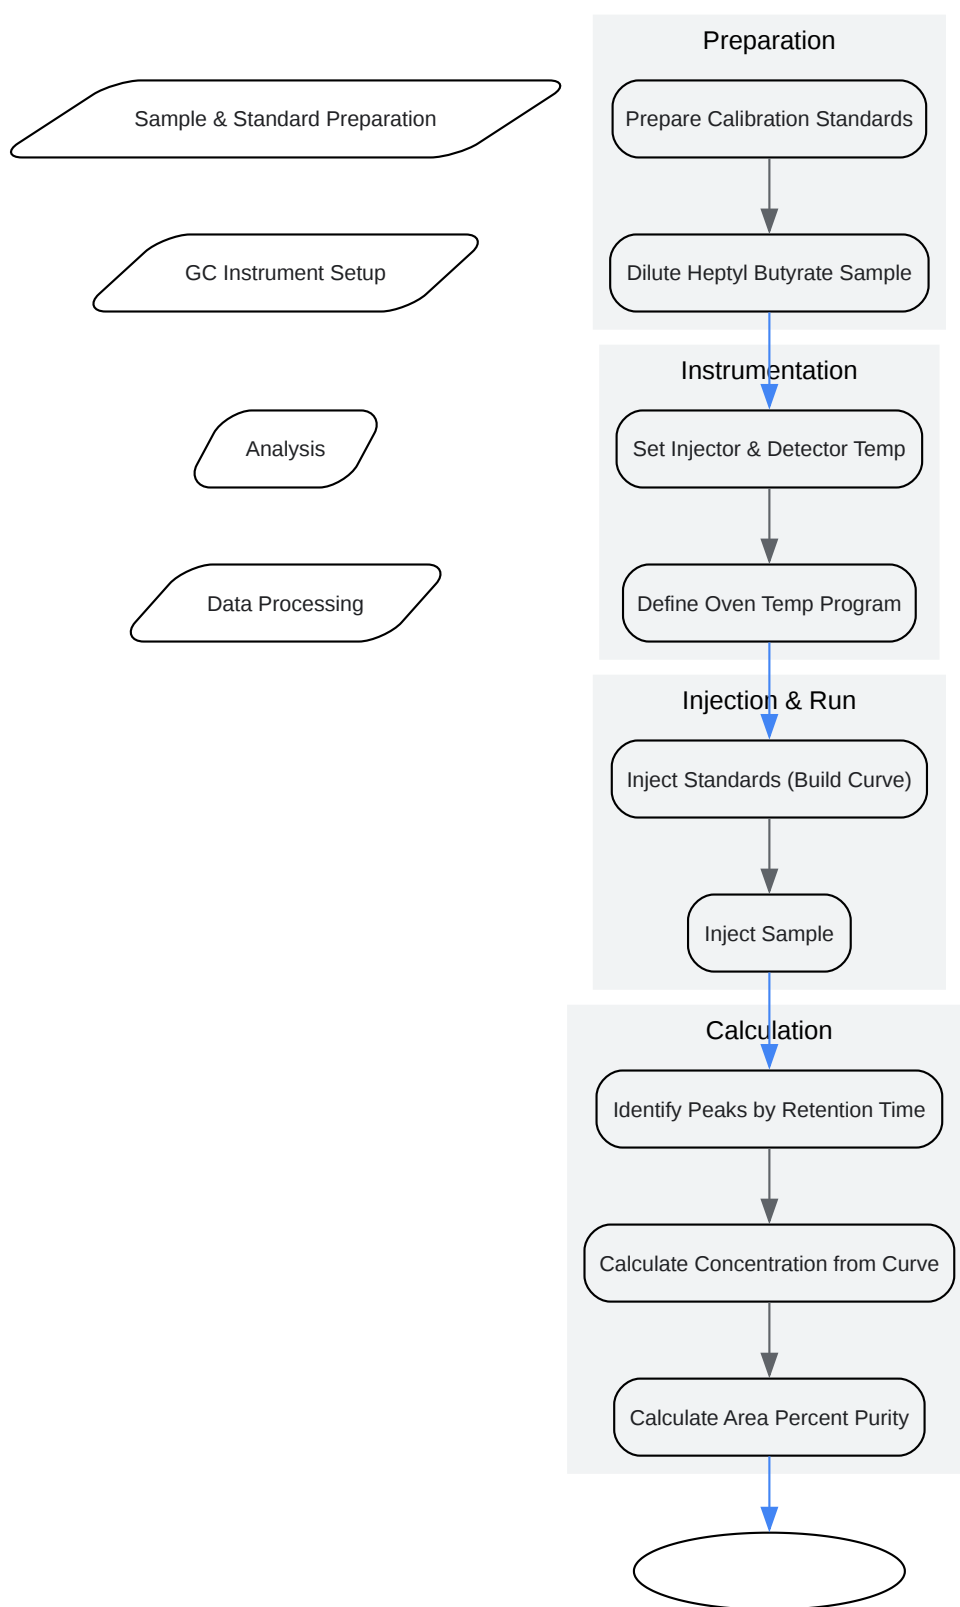 Sample & Standard Preparation
GC Instrument Setup
Analysis
Data Processing
Preparation
Prepare Calibration Standards
Dilute Heptyl Butyrate Sample
Instrumentation
Set Injector & Detector Temp
Define Oven Temp Program
Injection & Run
Inject Standards (Build Curve)
Inject Sample
Calculation
Identify Peaks by Retention Time
Calculate Concentration from Curve
Calculate Area Percent Purity